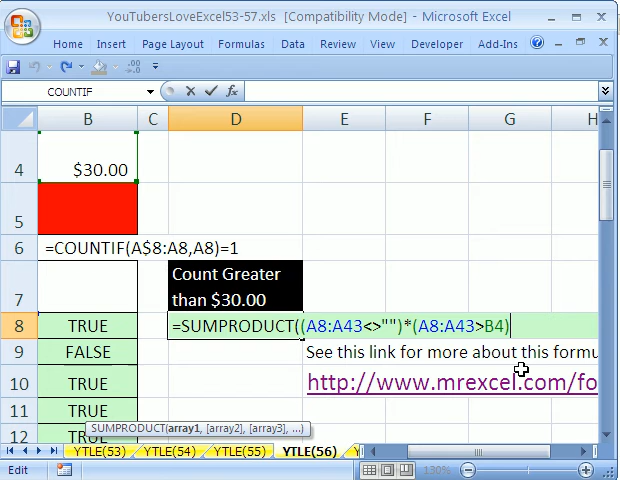 YouTubersLoveExcel53-57.xls [Compatibility Mode] - Microsoft Excel
Home Insert Page Layout Formulas Data Review View Developer Add-Ins
COUNTIF
B C D E F G H
4 $30.00
5
6 =COUNTIF(A$8:A8,A8)=1
7 Count Greater
than $30.00
8 TRUE =SUMPRODUCT((A8:A43<>"")*(A8:A43>B4)
9 FALSE See this link for more about this formu
10 TRUE http://www.mrexcel.com/fo
11 TRUE
12 TRUE SUMPRODUCT(array1, [array2], [array3], ...)
YTLE(53) YTLE(54) YTLE(55) YTLE(56)
Edit 130%